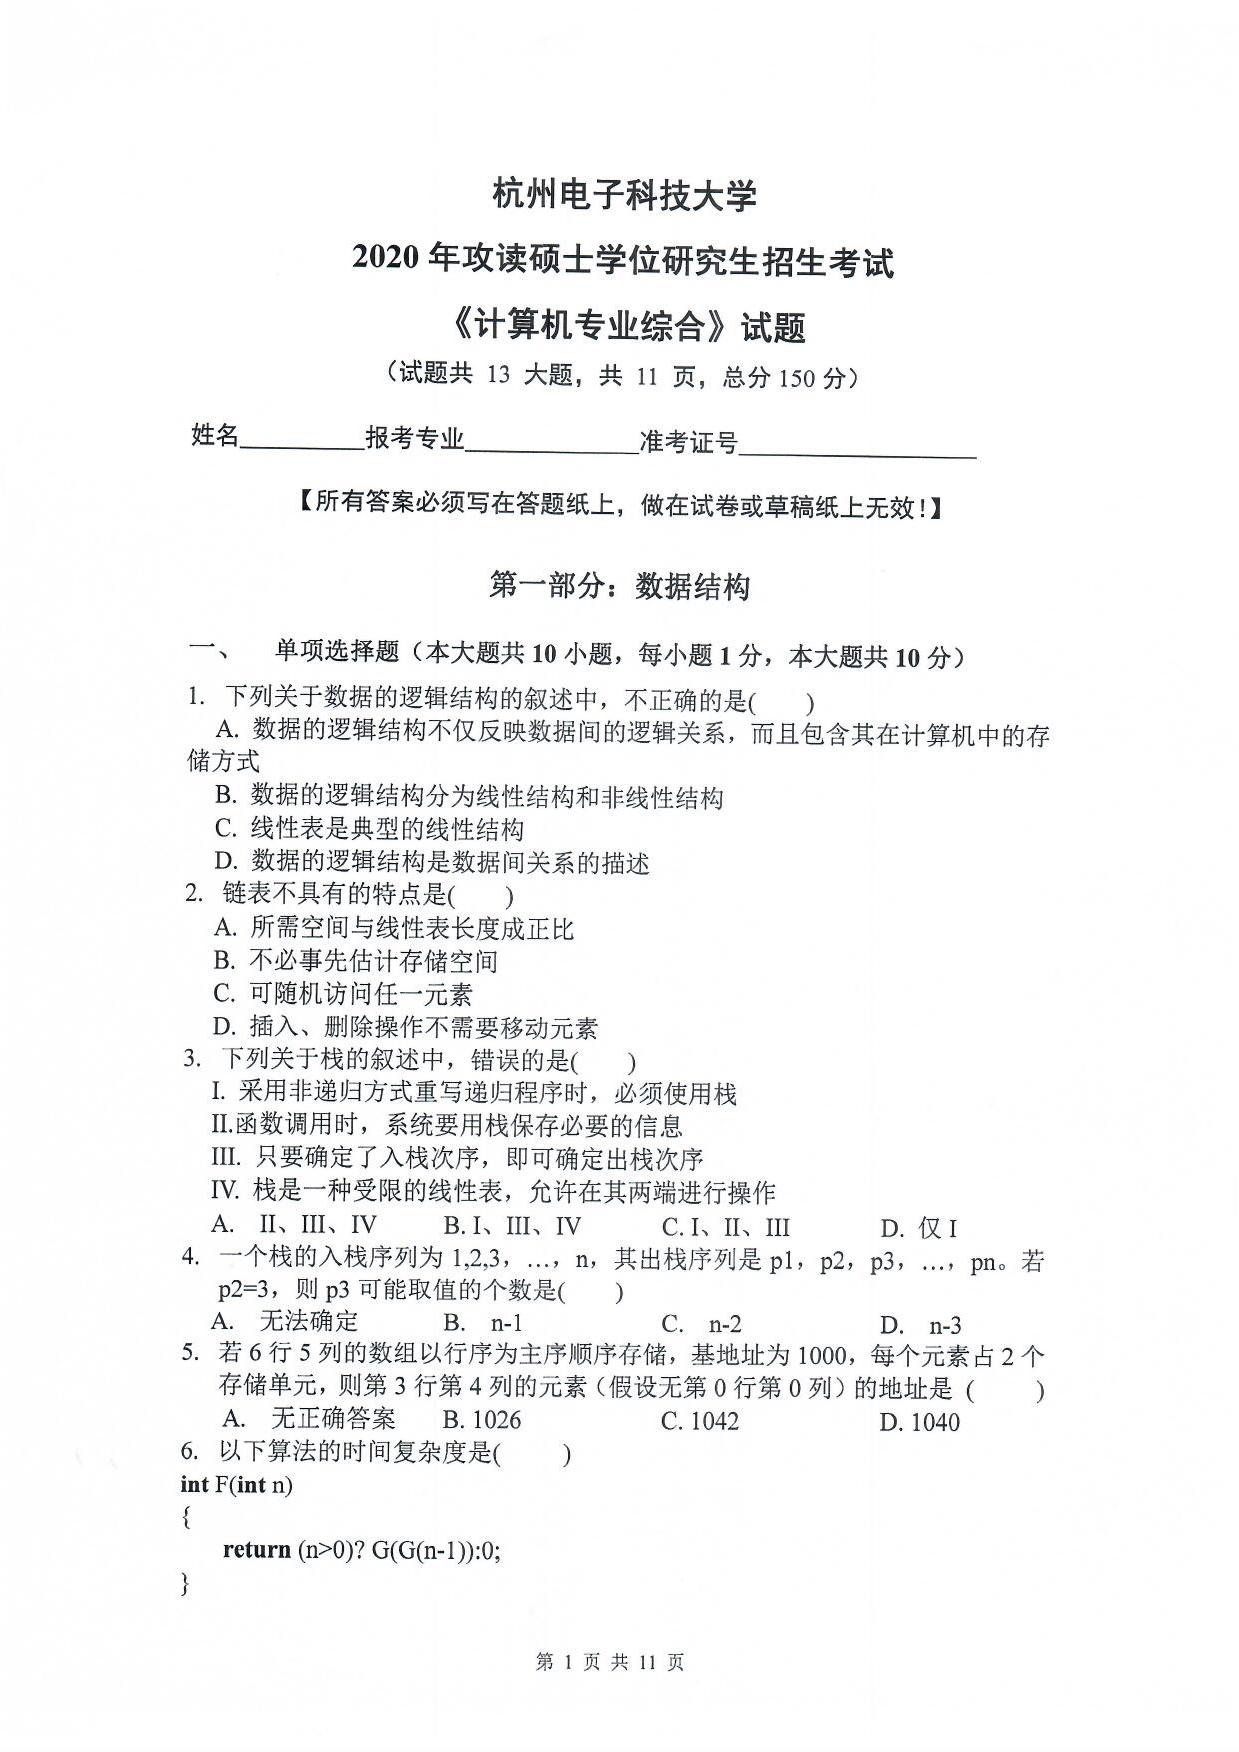 杭州电子科技大学
2020 年攻读硕士学位研究生招生考试
《计算机专业综合》试题
（试题共 13 大题，共 11 页，总分 150 分）
姓名__________报考专业______________准考证号___________________
【所有答案必须写在答题纸上，做在试卷或草稿纸上无效！】
第一部分：数据结构
一、 单项选择题（本大题共 10 小题，每小题 1 分，本大题共 10 分）
1. 下列关于数据的逻辑结构的叙述中，不正确的是( )
A. 数据的逻辑结构不仅反映数据间的逻辑关系，而且包含其在计算机中的存
储方式
B. 数据的逻辑结构分为线性结构和非线性结构
C. 线性表是典型的线性结构
D. 数据的逻辑结构是数据间关系的描述
2. 链表不具有的特点是( )
A. 所需空间与线性表长度成正比
B. 不必事先估计存储空间
C. 可随机访问任一元素
D. 插入、删除操作不需要移动元素
3. 下列关于栈的叙述中，错误的是( )
I. 采用非递归方式重写递归程序时，必须使用栈
II.函数调用时，系统要用栈保存必要的信息
III. 只要确定了入栈次序，即可确定出栈次序
IV. 栈是一种受限的线性表，允许在其两端进行操作
A. II、III、IV B. I、III、IV C. I、II、III D. 仅 I
4. 一个栈的入栈序列为 1,2,3，…，n，其出栈序列是 p1，p2，p3，…，pn。若
p2=3，则 p3 可能取值的个数是( )
A. 无法确定 B. n-1 C. n-2 D. n-3
5. 若 6 行 5 列的数组以行序为主序顺序存储，基地址为 1000，每个元素占 2 个
存储单元，则第 3 行第 4 列的元素（假设无第 0 行第 0 列）的地址是 ( )
A. 无正确答案 B. 1026 C. 1042 D. 1040
6. 以下算法的时间复杂度是( )
int F(int n)
{
return (n>0)? G(G(n-1)):0;
}
第 1 页 共 11 页